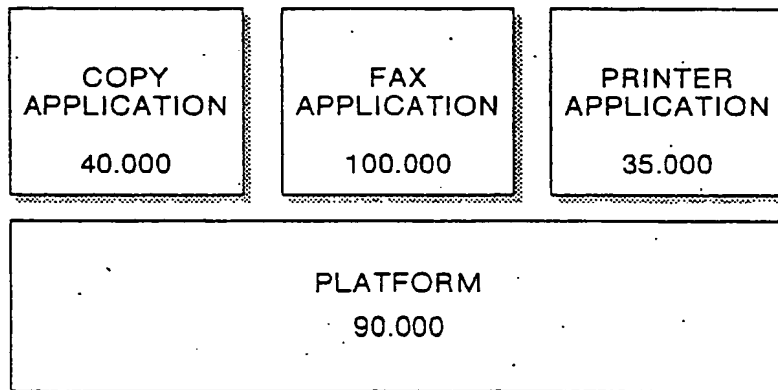 COPY
APPLICATION
40.000
FAX
APPLICATION
100.000
PRINTER
APPLICATION
35.000
PLATFORM
90.000